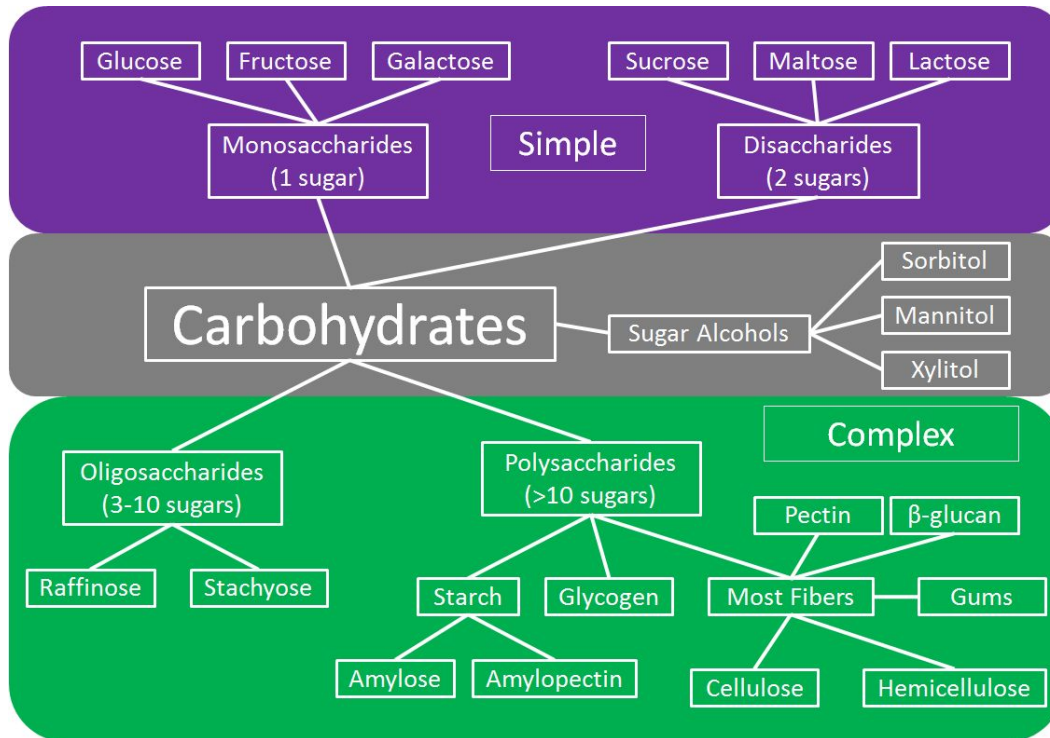 Glucose
Fructose
Galactose
Sucrose
Maltose
Lactose
Monosaccharides
(1 sugar)
Simple
Disaccharides
(2 sugars)
Carbohydrates
Sugar Alcohols
Sorbitol
Mannitol
Xylitol
Complex
Oligosaccharides
(3-10 sugars)
Polysaccharides
(>10 sugars)
Pectin
β-glucan
Raffinose
Stachyose
Starch
Glycogen
Most Fibers
Gums
Amylose
Amylopectin
Cellulose
Hemicellulose